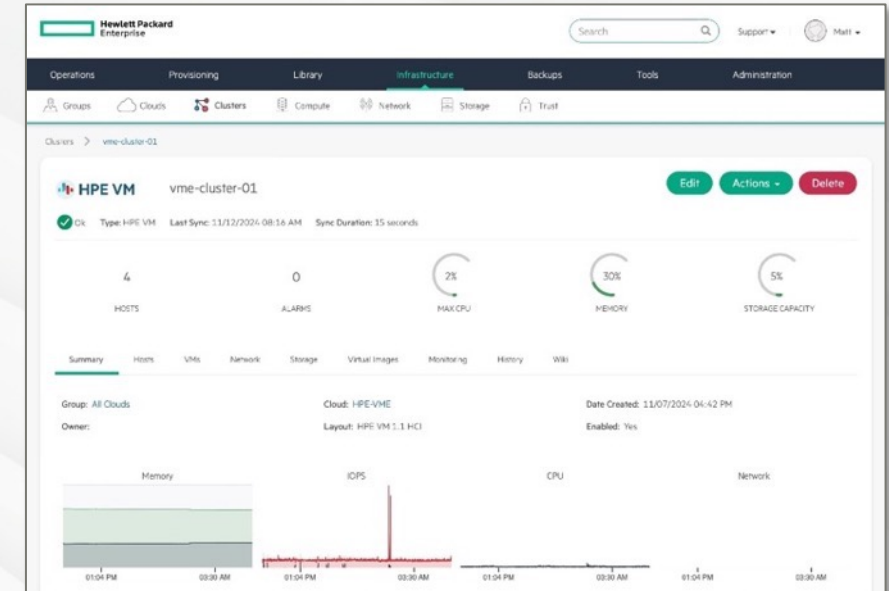 Hewlett Packard
Enterprise
Search
Support
Matt
Operations Provisioning Library Infrastructure Backups Tools Administration
Groups Clouds Clusters Compute Network Storage Trust
Clusters > vme-cluster-01
HPE VM vme-cluster-01
Edit Actions Delete
Ok Type: HPE VM Last Sync: 11/12/2024 08:16 AM Sync Duration: 15 seconds
4 0 2% 30% 5%
HOSTS ALARMS MAX CPU MEMORY STORAGE CAPACITY
Summary Hosts VMs Network Storage Virtual Images Monitoring History Wiki
Group: All Clouds Cloud: HPE-VME Date Created: 11/07/2024 04:42 PM
Owner: Layout: HPE VM 1.1 HCI Enabled: Yes
Memory IOPS CPU Network
01:04 PM 03:30 AM 01:04 PM 03:30 AM 01:04 PM 03:30 AM 01:04 PM 03:30 AM